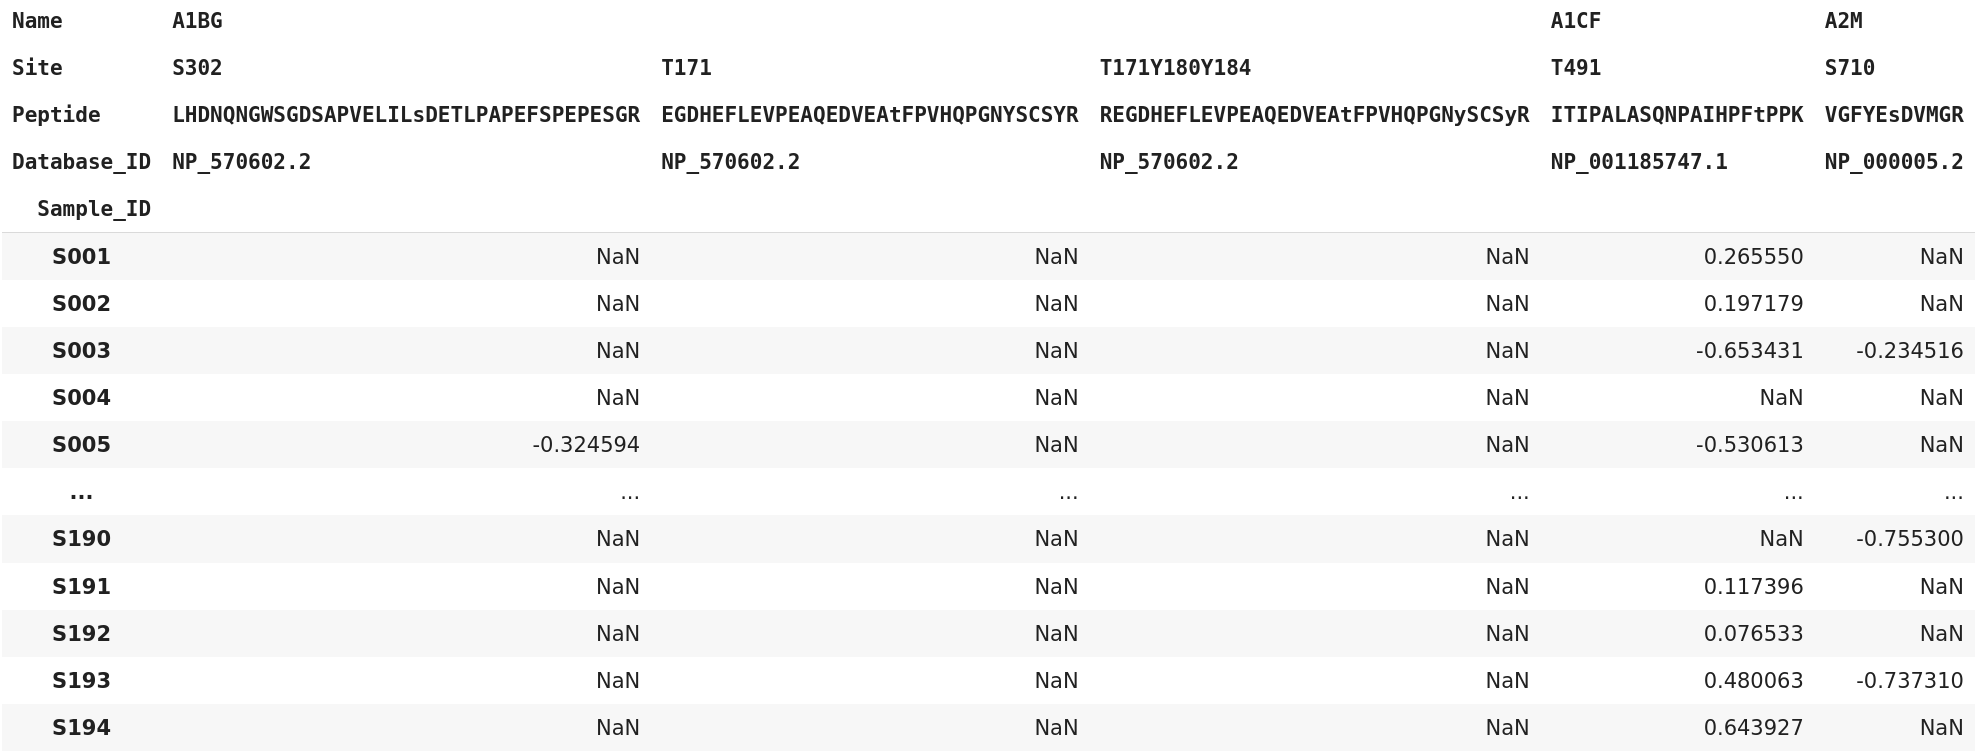 Name A1BG A1CF A2M
Site S302 T171 T171Y180Y184 T491 S710
Peptide LHDNQNGWSGDSAPVELILsDETLPAPEFSPEPESGR EGDHEFLEVPEAQEDVEAtFPVHQPGNYSCSYR REGDHEFLEVPEAQEDVEAtFPVHQPGNySCSyR ITIPALASQNPAIHPFtPPK VGFYEsDVMGR
Database_ID NP_570602.2 NP_570602.2 NP_570602.2 NP_001185747.1 NP_000005.2
Sample_ID
S001 NaN NaN NaN 0.265550 NaN
S002 NaN NaN NaN 0.197179 NaN
S003 NaN NaN NaN -0.653431 -0.234516
S004 NaN NaN NaN NaN NaN
S005 -0.324594 NaN NaN -0.530613 NaN
... ... ... ... ... ...
S190 NaN NaN NaN NaN -0.755300
S191 NaN NaN NaN 0.117396 NaN
S192 NaN NaN NaN 0.076533 NaN
S193 NaN NaN NaN 0.480063 -0.737310
S194 NaN NaN NaN 0.643927 NaN